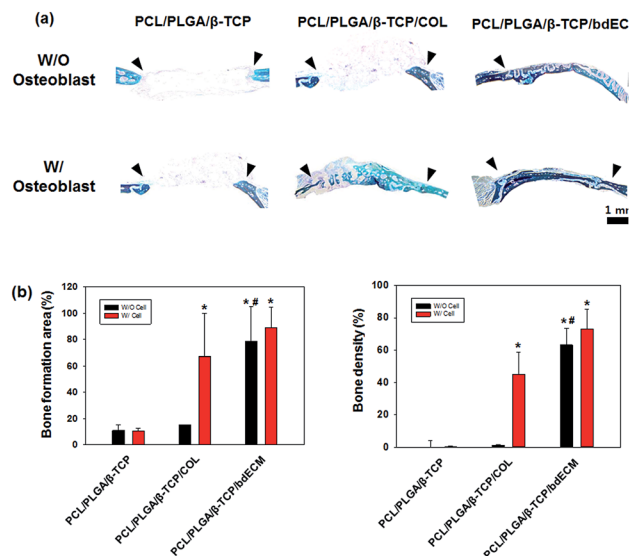 (a)
PCL/PLGA/β-TCP PCL/PLGA/β-TCP/COL PCL/PLGA/β-TCP/bdEC
W/O
Osteoblast
W/
Osteoblast
1 mm
(b)
Bone formation area (%)
120
100
80
60
40
20
0
W/O Cell
W/ Cell
*
* #
*
PCL/PLGA/β-TCP
PCL/PLGA/β-TCP/COL
PCL/PLGA/β-TCP/bdECM
Bone density (%)
80
60
40
20
0
W/O Cell
W/ Cell
*
* #
*
PCL/PLGA/β-TCP
PCL/PLGA/β-TCP/COL
PCL/PLGA/β-TCP/bdECM